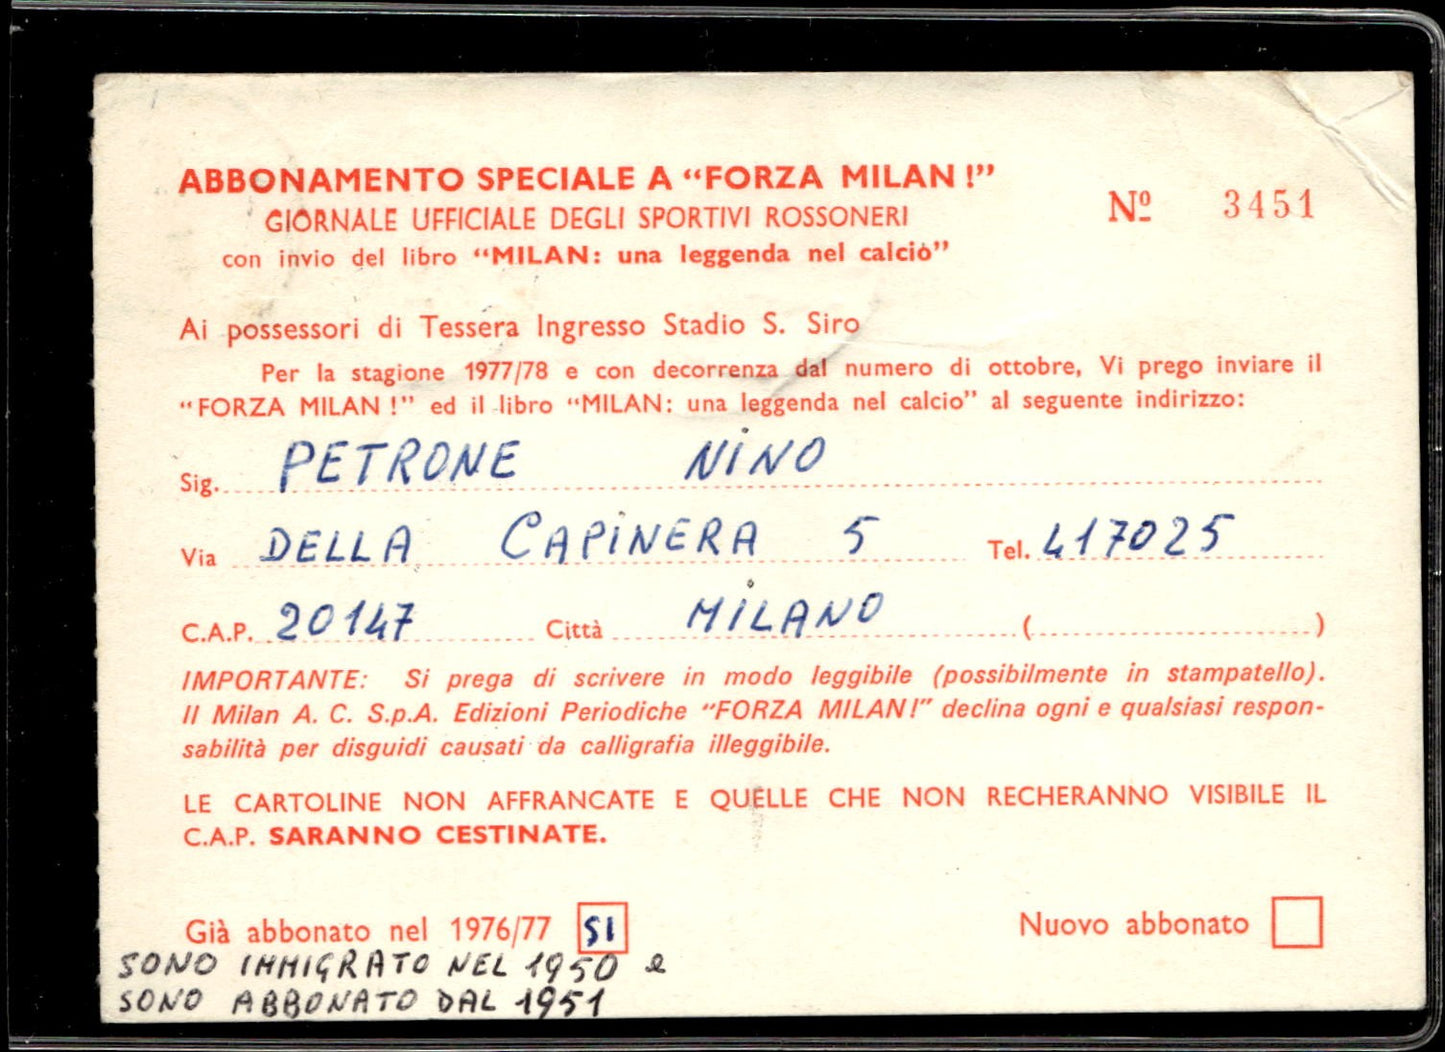 ABBONAMENTO SPECIALE A “FORZA MILAN !”
GIORNALE UFFICIALE DEGLI SPORTIVI ROSSONERI
con invio del libro “MILAN: una leggenda nel calcio”
Nº 3451
Ai possessori di Tessera Ingresso Stadio S. Siro
Per la stagione 1977/78 e con decorrenza dal numero di ottobre, Vi prego inviare il
“FORZA MILAN !” ed il libro “MILAN: una leggenda nel calcio” al seguente indirizzo:
Sig. PETRONE NINO
Via DELLA CAPINERA 5 Tel. 417025
C.A.P. 20147 Città MILANO ( )
IMPORTANTE: Si prega di scrivere in modo leggibile (possibilmente in stampatello).
Il Milan A. C. S.p.A. Edizioni Periodiche “FORZA MILAN!” declina ogni e qualsiasi respon-
sabilità per disguidi causati da calligrafia illeggibile.
LE CARTOLINE NON AFFRANCATE E QUELLE CHE NON RECHERANNO VISIBILE IL
C.A.P. SARANNO CESTINATE.
Già abbonato nel 1976/77 SI Nuovo abbonato
SONO IMMIGRATO NEL 1950 e
SONO ABBONATO DAL 1951